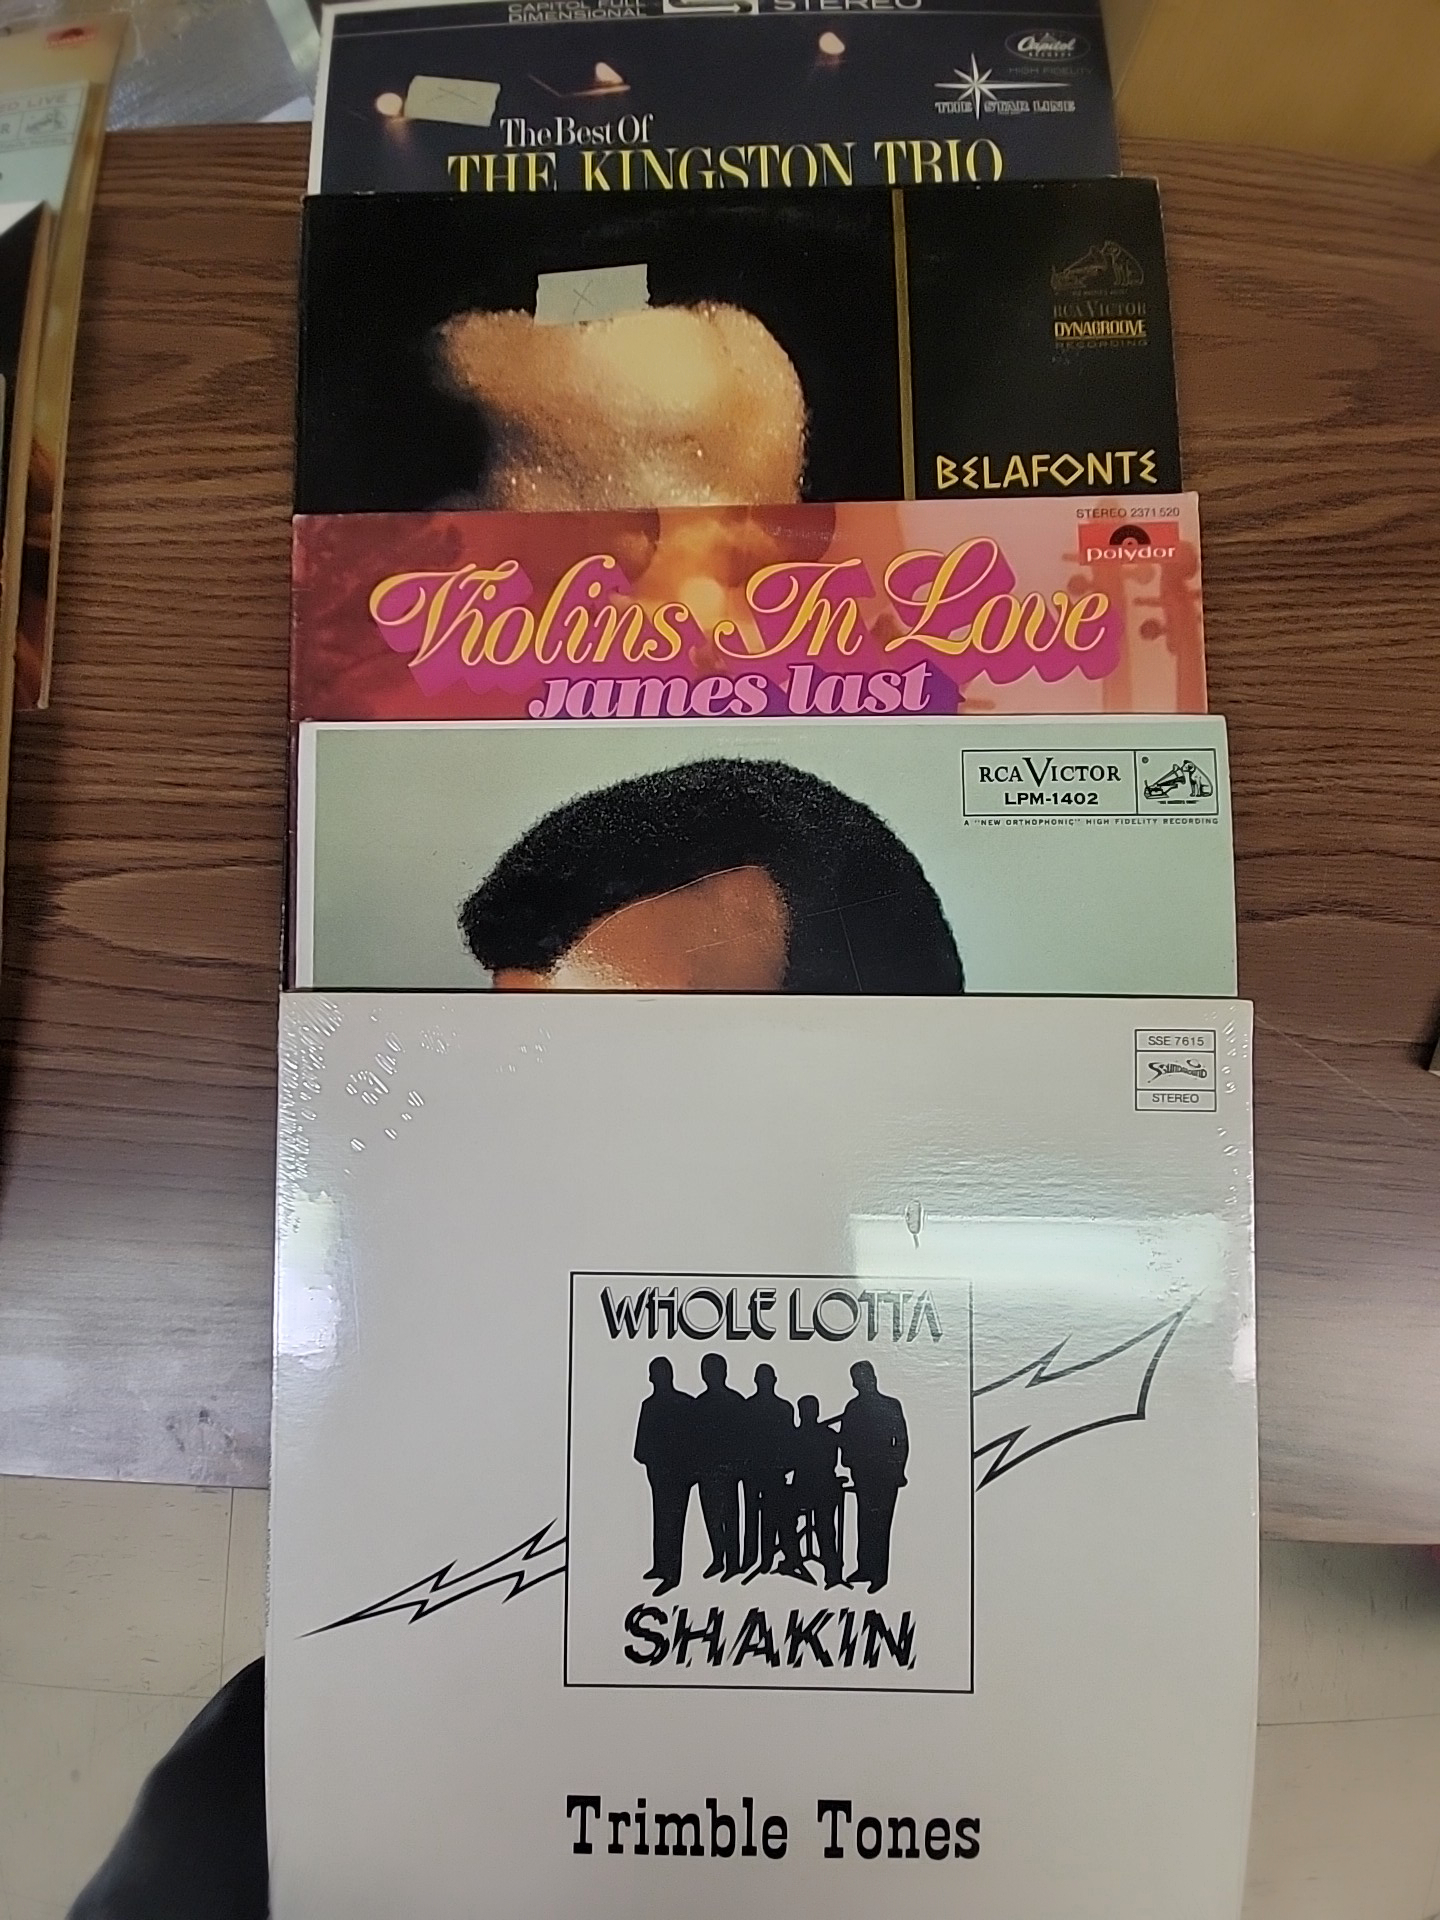 CAPITOL FULL
DIMENSIONAL
STEREO
Capitol
RECORDS
HIGH FIDELITY
THE STAR LINE
The Best Of
THE KINGSTON TRIO
X
RCA VICTOR
DYNAGROOVE
RECORDING
BELAFONTE
STEREO 2371 520
polydor
Violins In Love
james last
RCA VICTOR
LPM-1402
A "NEW ORTHOPHONIC" HIGH FIDELITY RECORDING
SSE 7615
STEREO
WHOLE LOTTA
SHAKIN
Trimble Tones